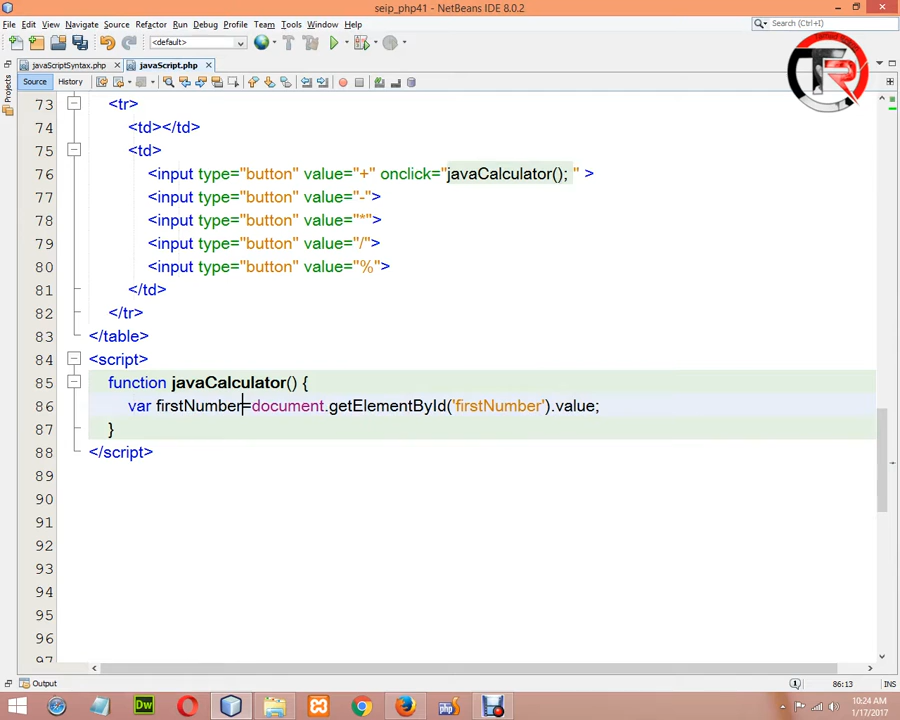 seip_php41 - NetBeans IDE 8.0.2
File Edit View Navigate Source Refactor Run Debug Profile Team Tools Window Help
Search (Ctrl+I)
<default>
javaScriptSyntax.php
javaScript.php
TR
Source History
Projects
73 <tr>
74 <td></td>
75 <td>
76 <input type="button" value="+" onclick="javaCalculator(); " >
77 <input type="button" value="-">
78 <input type="button" value="*">
79 <input type="button" value="/">
80 <input type="button" value="%">
81 </td>
82 </tr>
83 </table>
84 <script>
85 function javaCalculator() {
86 var firstNumber=document.getElementById('firstNumber').value;
87 }
88 </script>
89
90
91
92
93
94
95
96
97
Output
86:13 INS
Dw
10:24 AM
1/17/2017